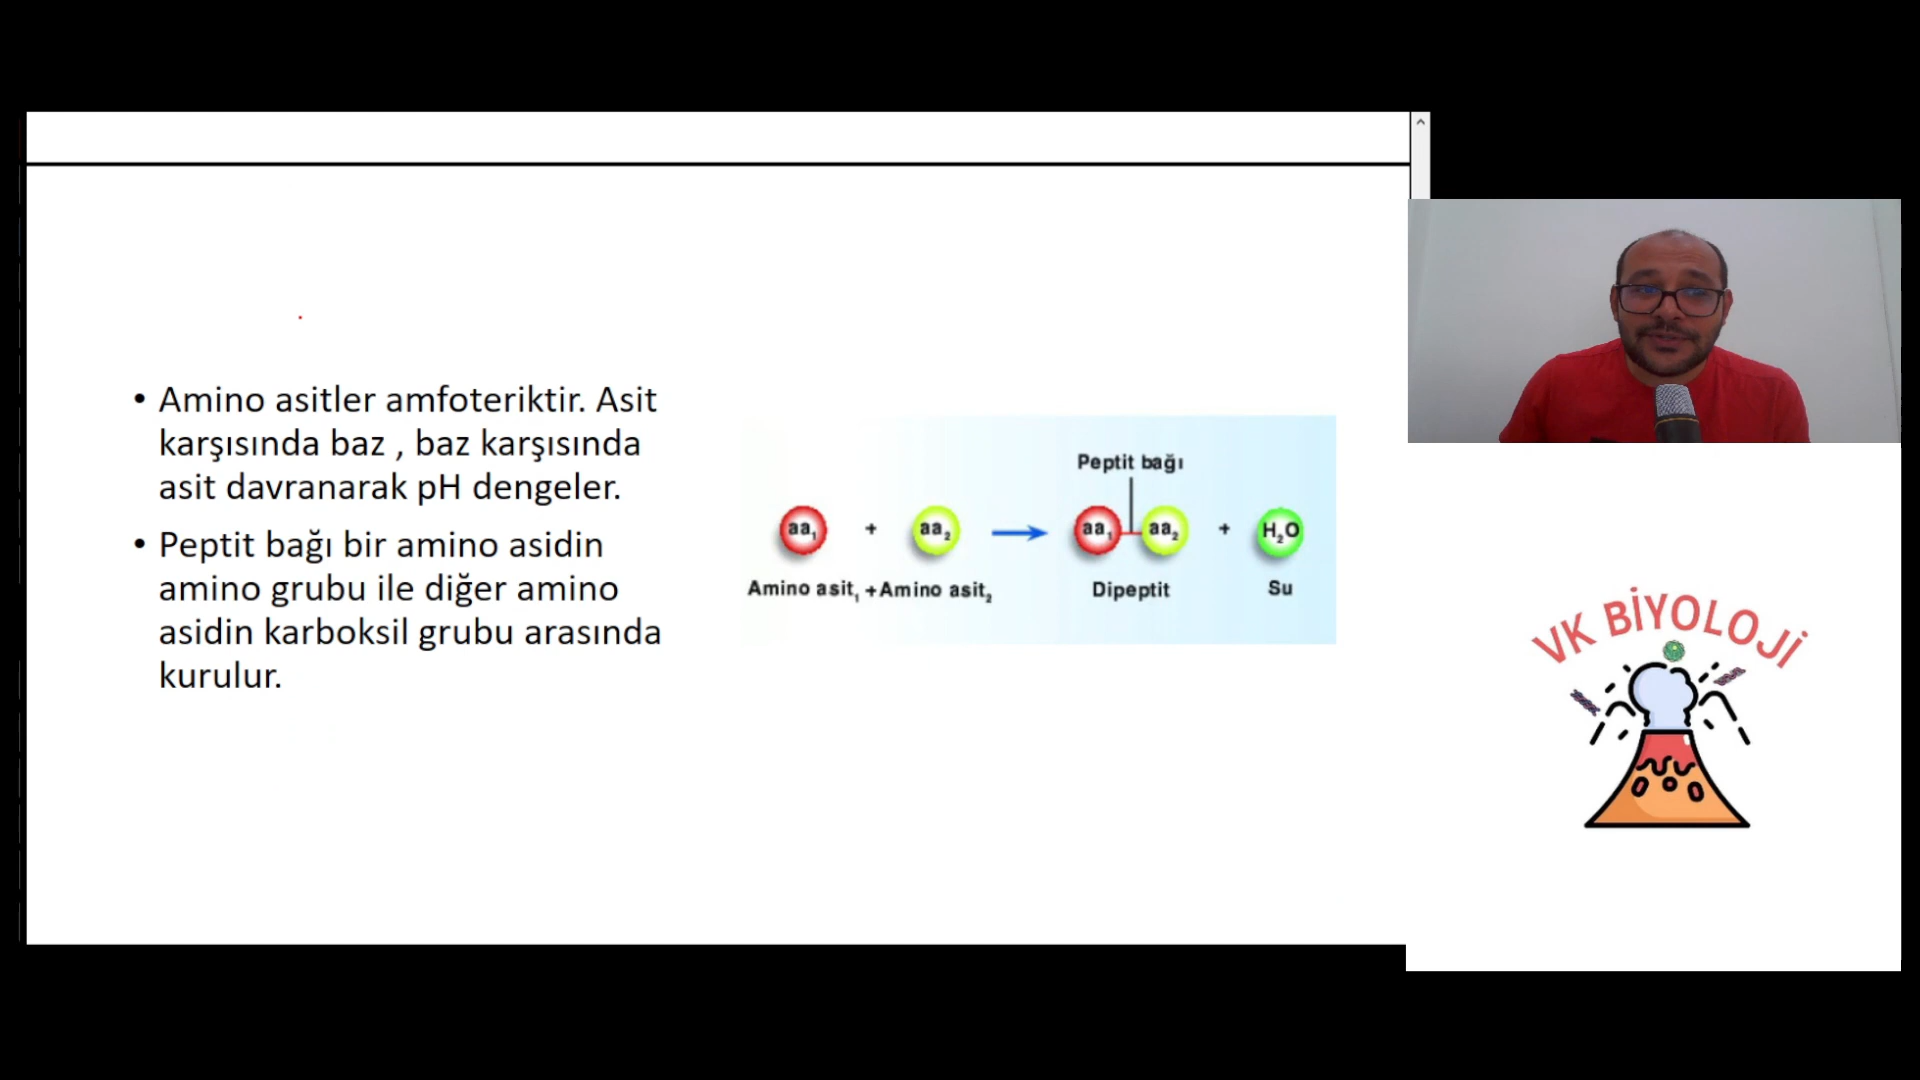 • Amino asitler amfoteriktir. Asit
karşısında baz , baz karşısında
asit davranarak pH dengeler.
• Peptit bağı bir amino asidin
amino grubu ile diğer amino
asidin karboksil grubu arasında
kurulur.
Peptit bağı
aa₁ + aa₂ → aa₁ aa₂ + H₂O
Amino asit₁ + Amino asit₂ Dipeptit Su
VK BİYOLOJİ